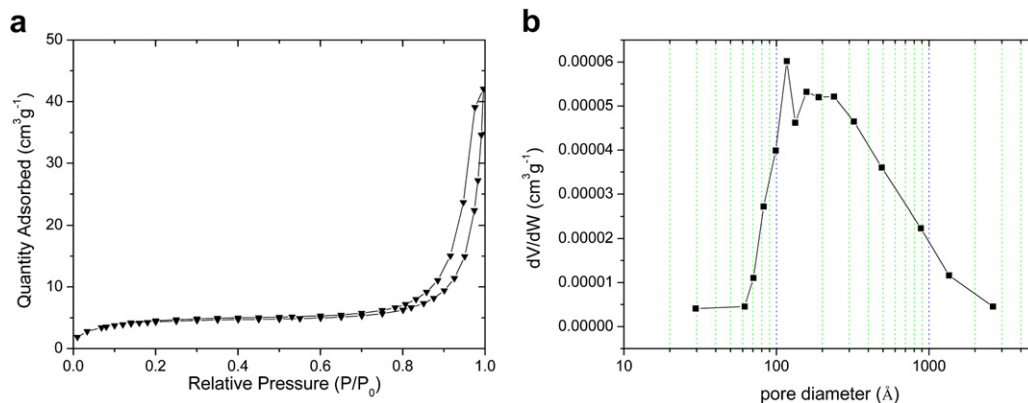 a
50
40
30
20
10
0
Quantity Adsorbed (cm³g⁻¹)
0.0 0.2 0.4 0.6 0.8 1.0
Relative Pressure (P/P₀)
b
0.00006
0.00005
0.00004
0.00003
0.00002
0.00001
0.00000
dV/dW (cm³g⁻¹)
10 100 1000
pore diameter (Å)